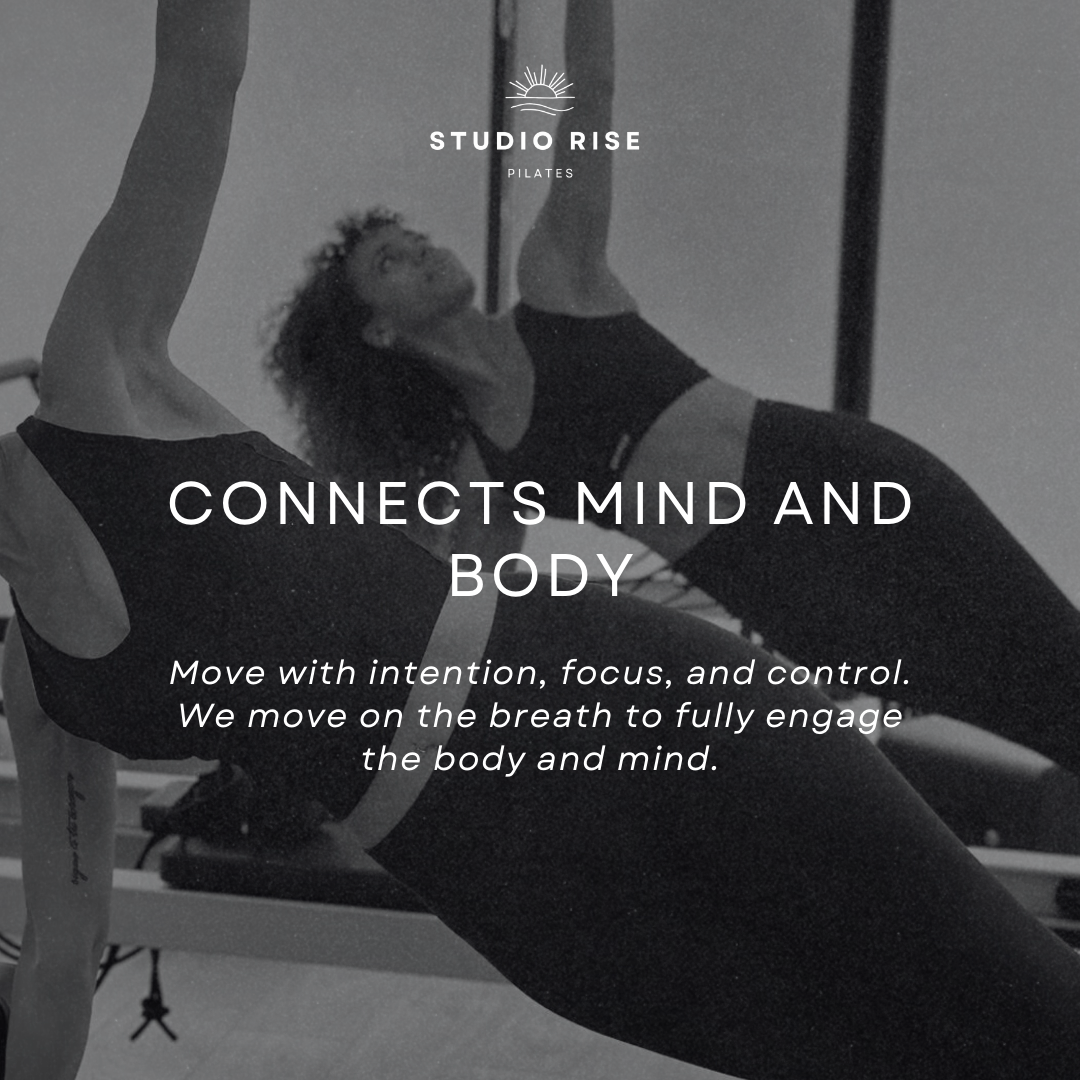 STUDIO RISE
PILATES
CONNECTS MIND AND
BODY
Move with intention, focus, and control.
We move on the breath to fully engage
the body and mind.